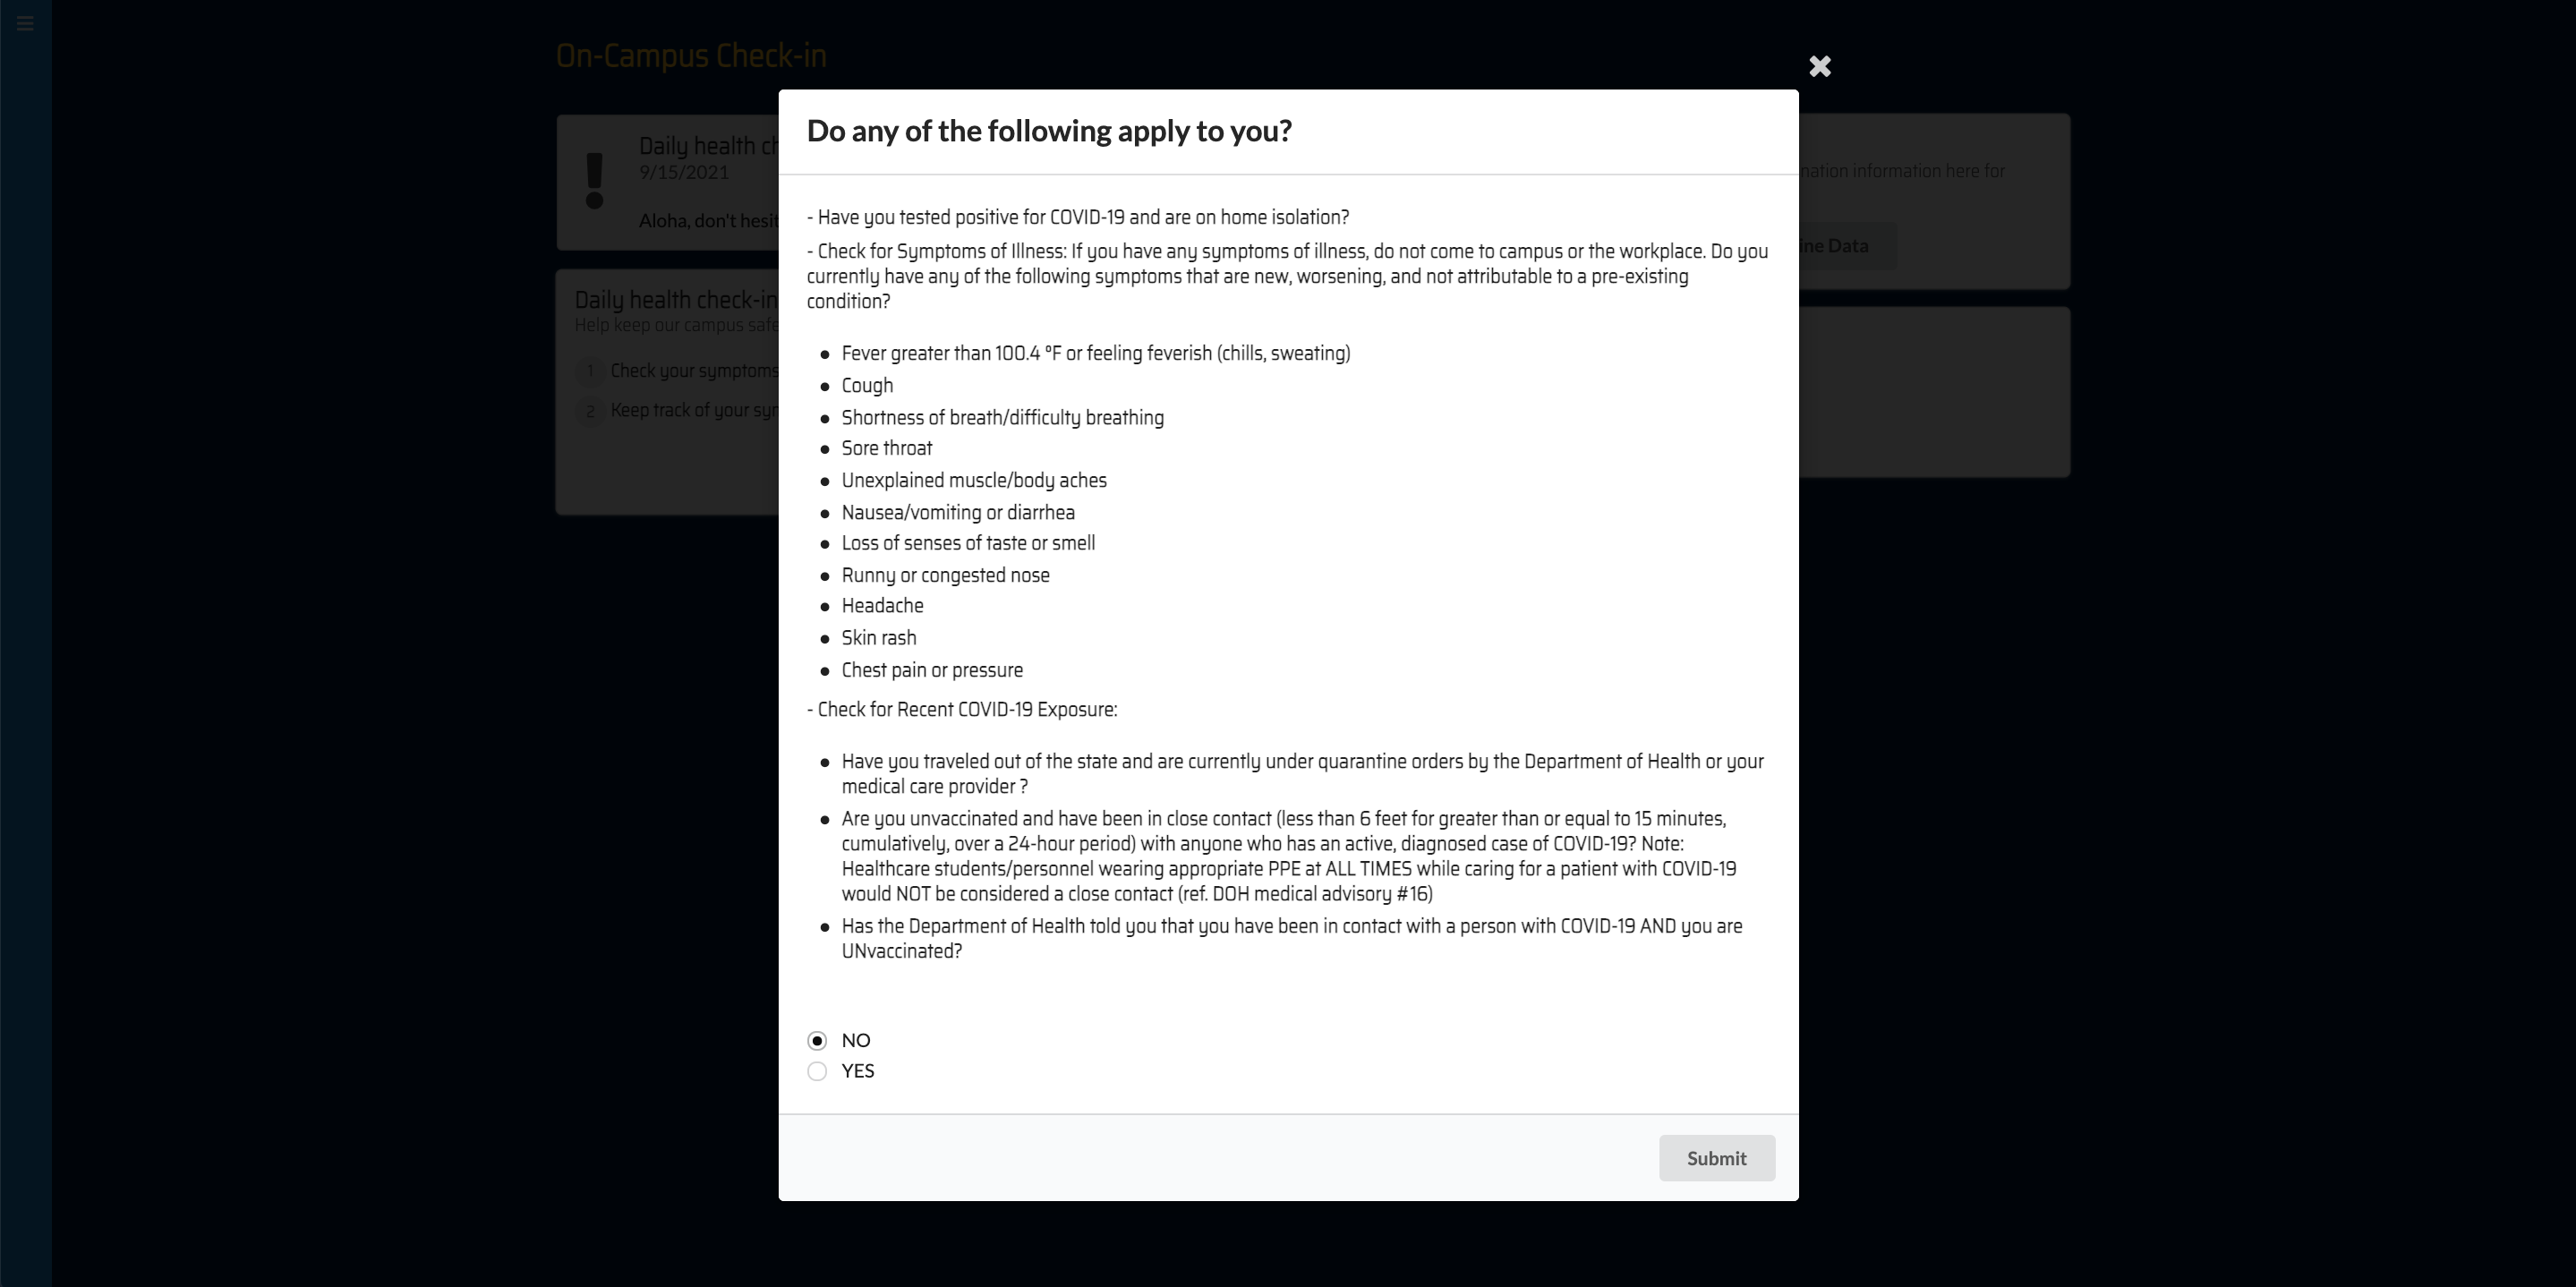 On-Campus Check-in
Daily health ch
9/15/2021
Aloha, don't hesit
Daily health check-in
Help keep our campus safe
1 Check your symptoms
2 Keep track of your syr
nation information here for
ine Data
Do any of the following apply to you?
- Have you tested positive for COVID-19 and are on home isolation?
- Check for Symptoms of Illness: If you have any symptoms of illness, do not come to campus or the workplace. Do you
currently have any of the following symptoms that are new, worsening, and not attributable to a pre-existing
condition?
● Fever greater than 100.4 ºF or feeling feverish (chills, sweating)
● Cough
● Shortness of breath/difficulty breathing
● Sore throat
● Unexplained muscle/body aches
● Nausea/vomiting or diarrhea
● Loss of senses of taste or smell
● Runny or congested nose
● Headache
● Skin rash
● Chest pain or pressure
- Check for Recent COVID-19 Exposure:
● Have you traveled out of the state and are currently under quarantine orders by the Department of Health or your
medical care provider ?
● Are you unvaccinated and have been in close contact (less than 6 feet for greater than or equal to 15 minutes,
cumulatively, over a 24-hour period) with anyone who has an active, diagnosed case of COVID-19? Note:
Healthcare students/personnel wearing appropriate PPE at ALL TIMES while caring for a patient with COVID-19
would NOT be considered a close contact (ref. DOH medical advisory #16)
● Has the Department of Health told you that you have been in contact with a person with COVID-19 AND you are
UNvaccinated?
NO
YES
Submit